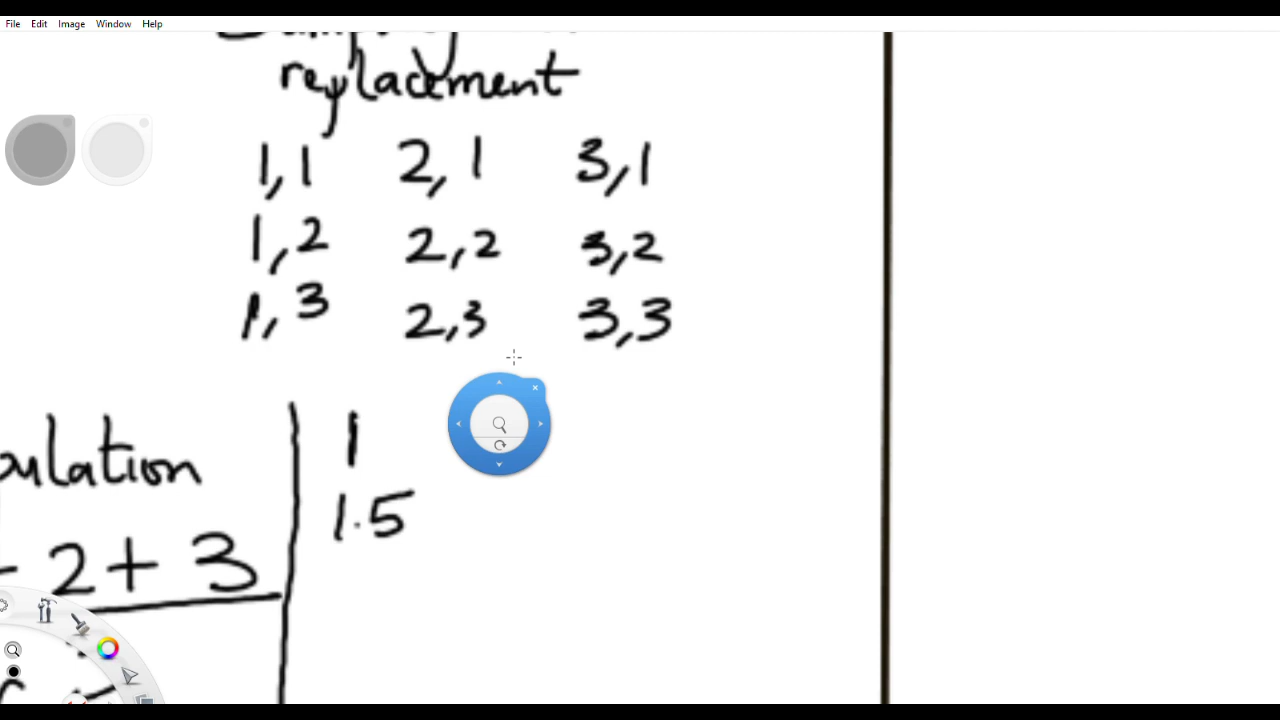 File Edit Image Window Help
replacement
1,1 2,1 3,1
1,2 2,2 3,2
1,3 2,3 3,3
ulation
1
1.5
2+3